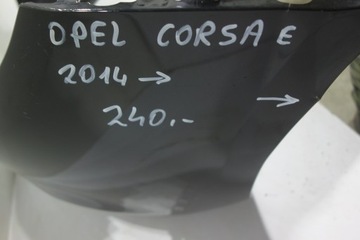 OPEL CORSA E
2014 →
→
240.-